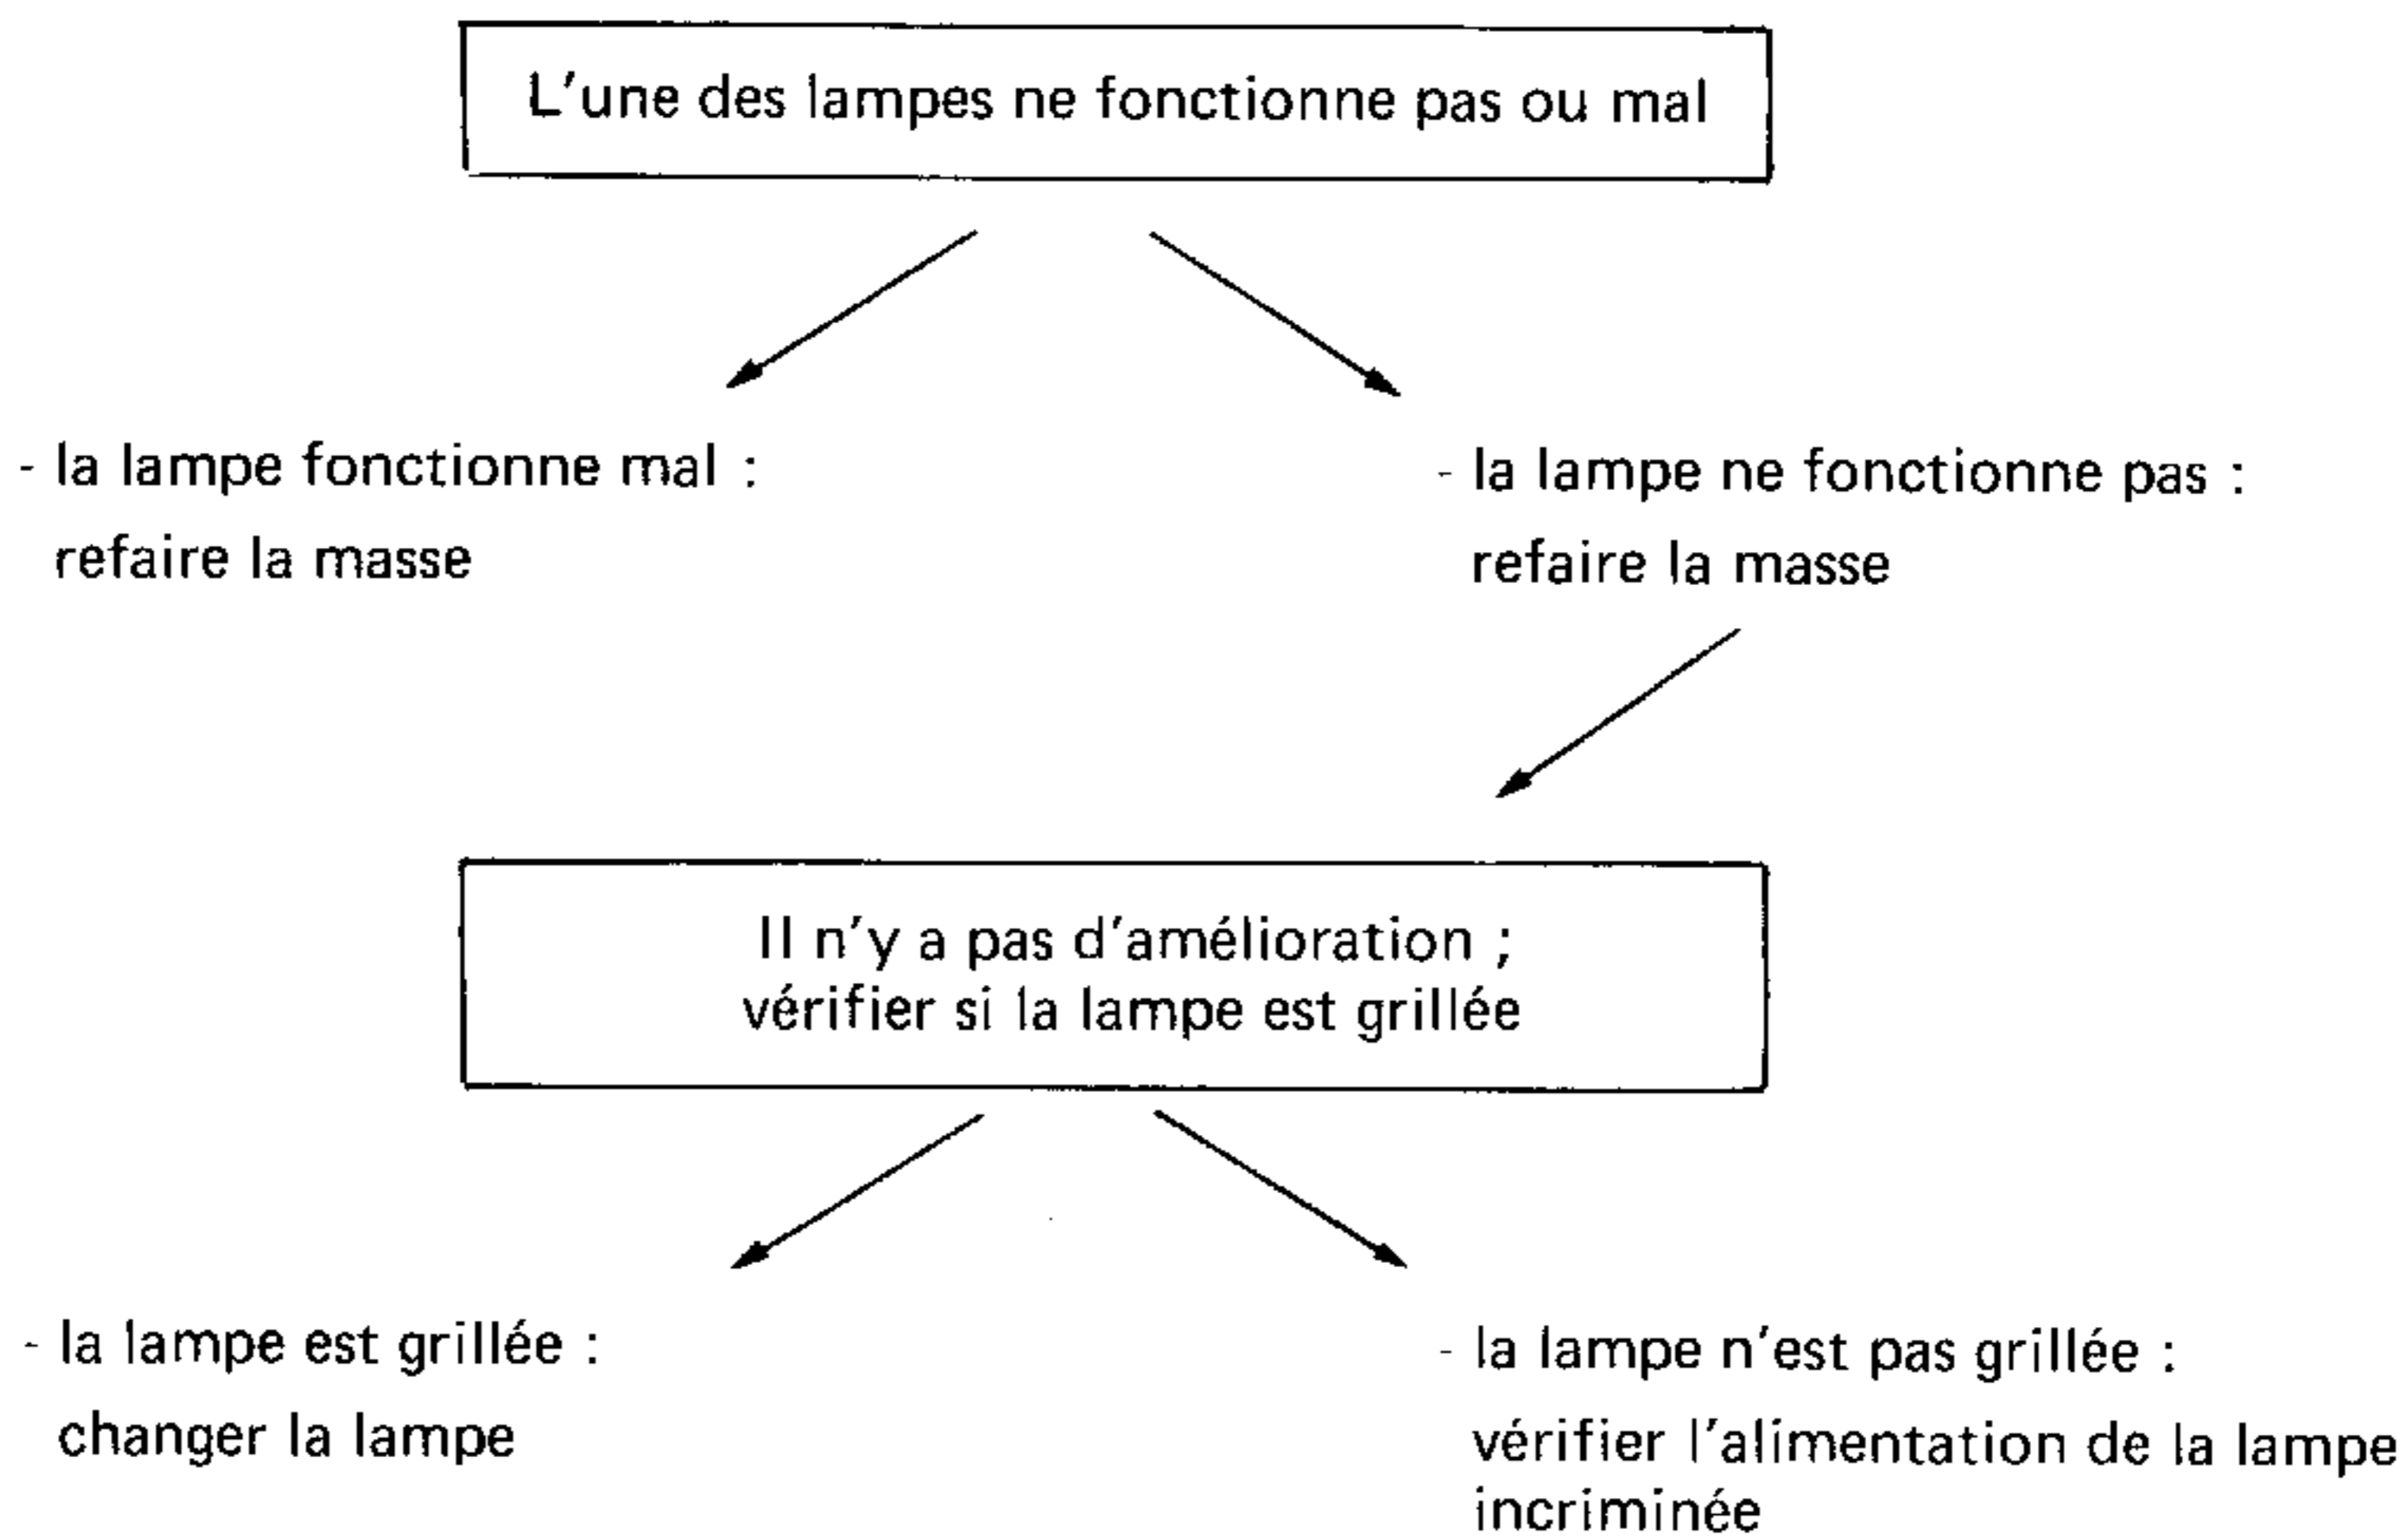 L'une des lampes ne fonctionne pas ou mal
- la lampe fonctionne mal :
refaire la masse
- la lampe ne fonctionne pas :
refaire la masse
Il n'y a pas d'amélioration ;
vérifier si la lampe est grillée
- la lampe est grillée :
changer la lampe
- la lampe n'est pas grillée :
vérifier l'alimentation de la lampe
incriminée